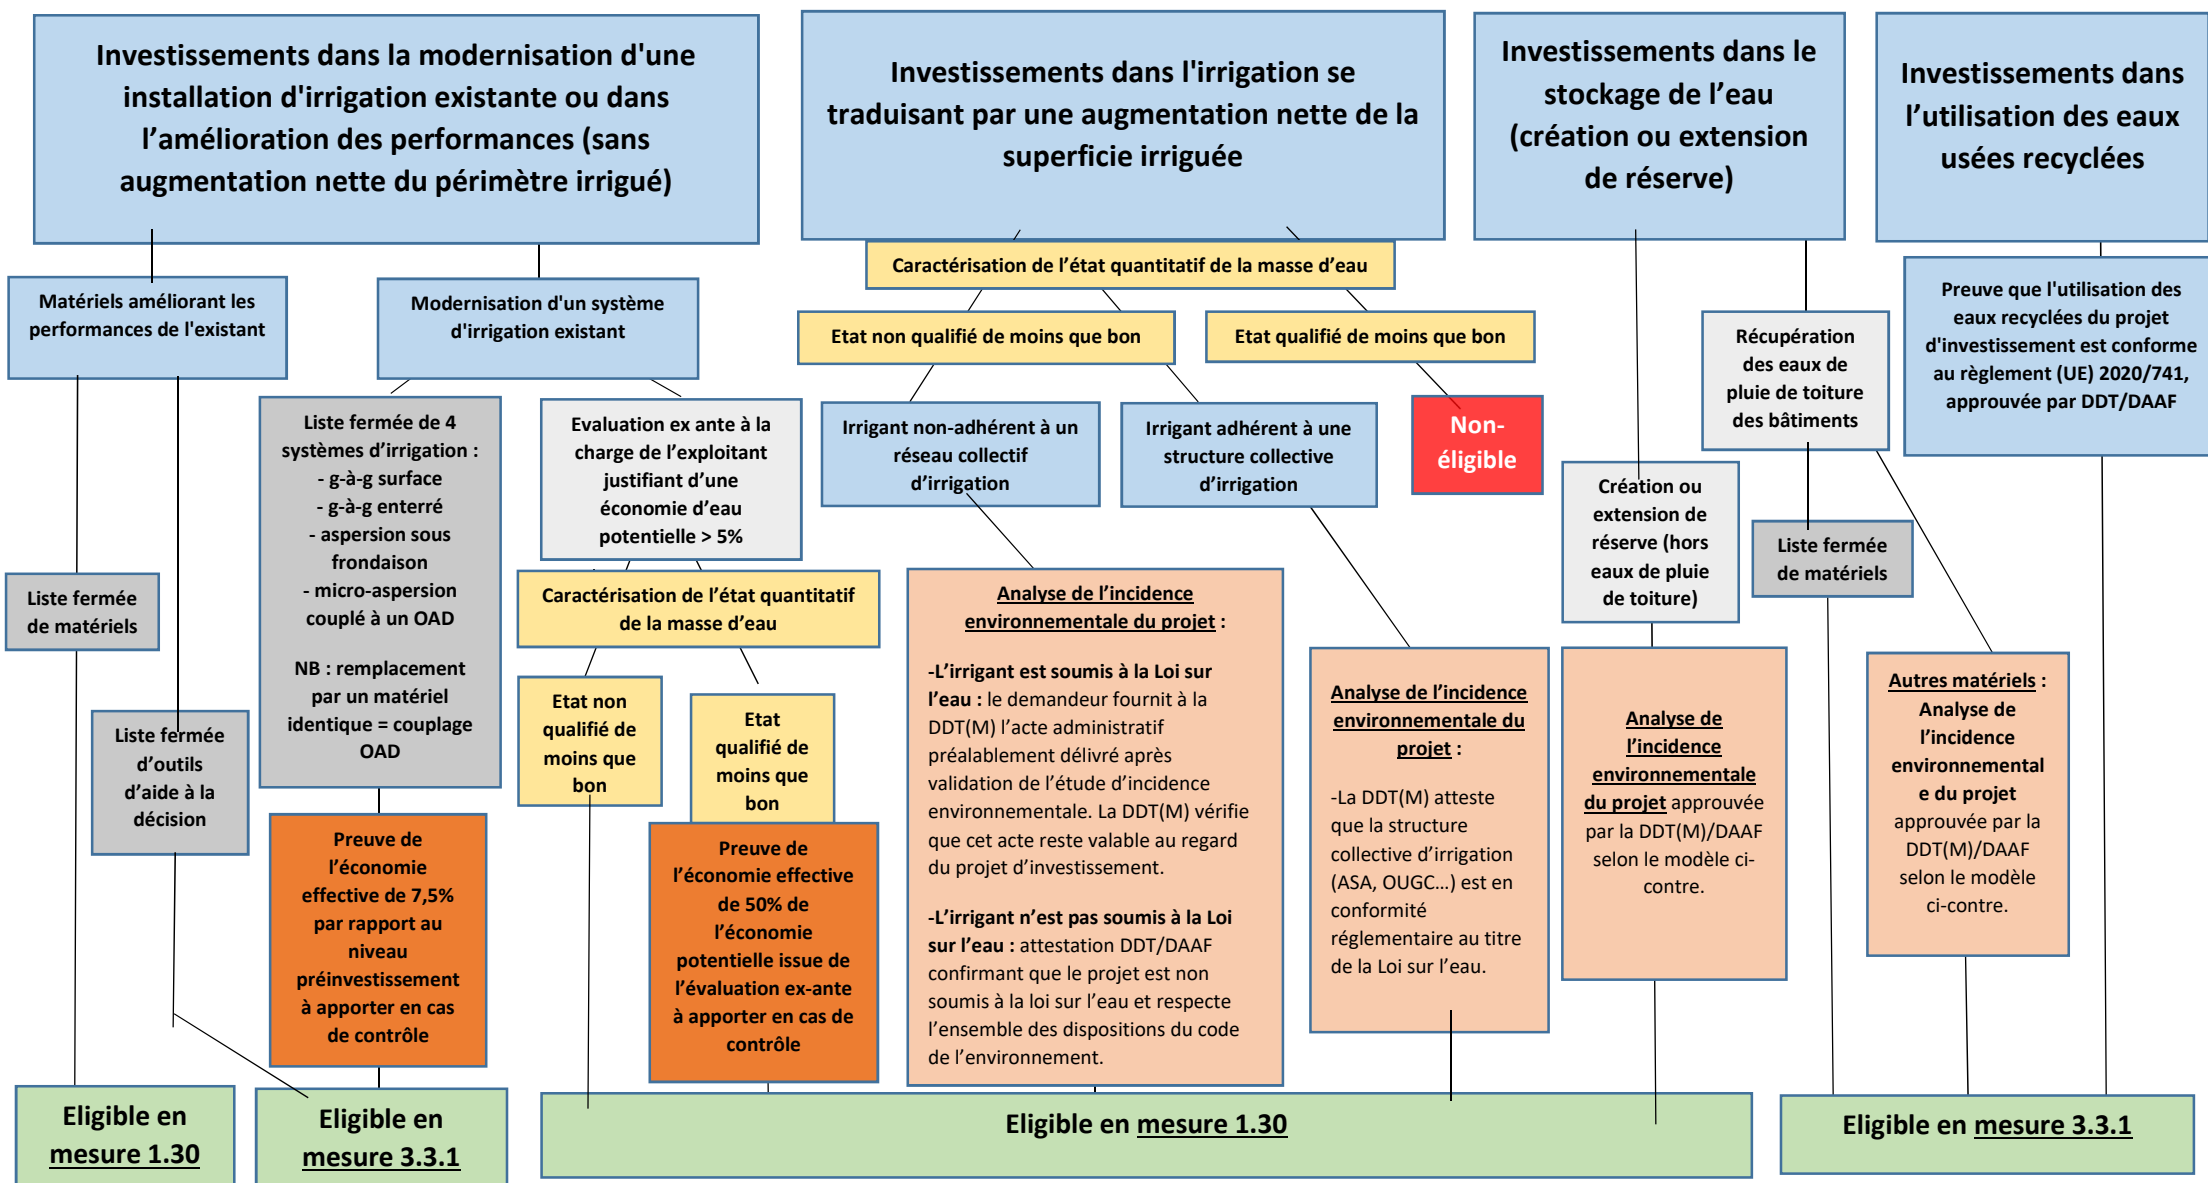 Investissements dans la modernisation d'une
installation d'irrigation existante ou dans
l’amélioration des performances (sans
augmentation nette du périmètre irrigué)
Investissements dans l'irrigation se
traduisant par une augmentation nette de la
superficie irriguée
Investissements dans le
stockage de l’eau
(création ou extension
de réserve)
Investissements dans
l’utilisation des eaux
usées recyclées
Matériels améliorant les
performances de l'existant
Modernisation d'un système
d'irrigation existant
Caractérisation de l’état quantitatif de la masse d’eau
Etat non qualifié de moins que bon
Etat qualifié de moins que bon
Récupération
des eaux de
pluie de toiture
des bâtiments
Preuve que l'utilisation des
eaux recyclées du projet
d'investissement est conforme
au règlement (UE) 2020/741,
approuvée par DDT/DAAF
Liste fermée de 4
systèmes d’irrigation :
- g-à-g surface
- g-à-g enterré
- aspersion sous
frondaison
- micro-aspersion
couplé à un OAD
NB : remplacement
par un matériel
identique = couplage
OAD
Evaluation ex ante à la
charge de l’exploitant
justifiant d’une
économie d’eau
potentielle > 5%
Irrigant non-adhérent à un
réseau collectif
d’irrigation
Irrigant adhérent à une
structure collective
d’irrigation
Non-
éligible
Création ou
extension de
réserve (hors
eaux de pluie
de toiture)
Liste fermée
de matériels
Liste fermée
de matériels
Caractérisation de l’état quantitatif
de la masse d’eau
Liste fermée
d’outils
d’aide à la
décision
Etat non
qualifié de
moins que
bon
Etat
qualifié de
moins que
bon
Preuve de
l’économie
effective de 7,5%
par rapport au
niveau
préinvestissement
à apporter en cas
de contrôle
Preuve de
l’économie effective
de 50% de
l’économie
potentielle issue de
l’évaluation ex-ante
à apporter en cas de
contrôle
Analyse de l’incidence
environnementale du projet :
-L’irrigant est soumis à la Loi sur
l’eau : le demandeur fournit à la
DDT(M) l’acte administratif
préalablement délivré après
validation de l’étude d’incidence
environnementale. La DDT(M) vérifie
que cet acte reste valable au regard
du projet d’investissement.
-L’irrigant n’est pas soumis à la Loi
sur l’eau : attestation DDT/DAAF
confirmant que le projet est non
soumis à la loi sur l’eau et respecte
l’ensemble des dispositions du code
de l’environnement.
Analyse de l’incidence
environnementale du
projet :
-La DDT(M) atteste
que la structure
collective d’irrigation
(ASA, OUGC…) est en
conformité
réglementaire au titre
de la Loi sur l’eau.
Analyse de
l’incidence
environnementale
du projet approuvée
par la DDT(M)/DAAF
selon le modèle ci-
contre.
Autres matériels :
Analyse de
l’incidence
environnemental
e du projet
approuvée par la
DDT(M)/DAAF
selon le modèle
ci-contre.
Eligible en
mesure 1.30
Eligible en
mesure 3.3.1
Eligible en mesure 1.30
Eligible en mesure 3.3.1